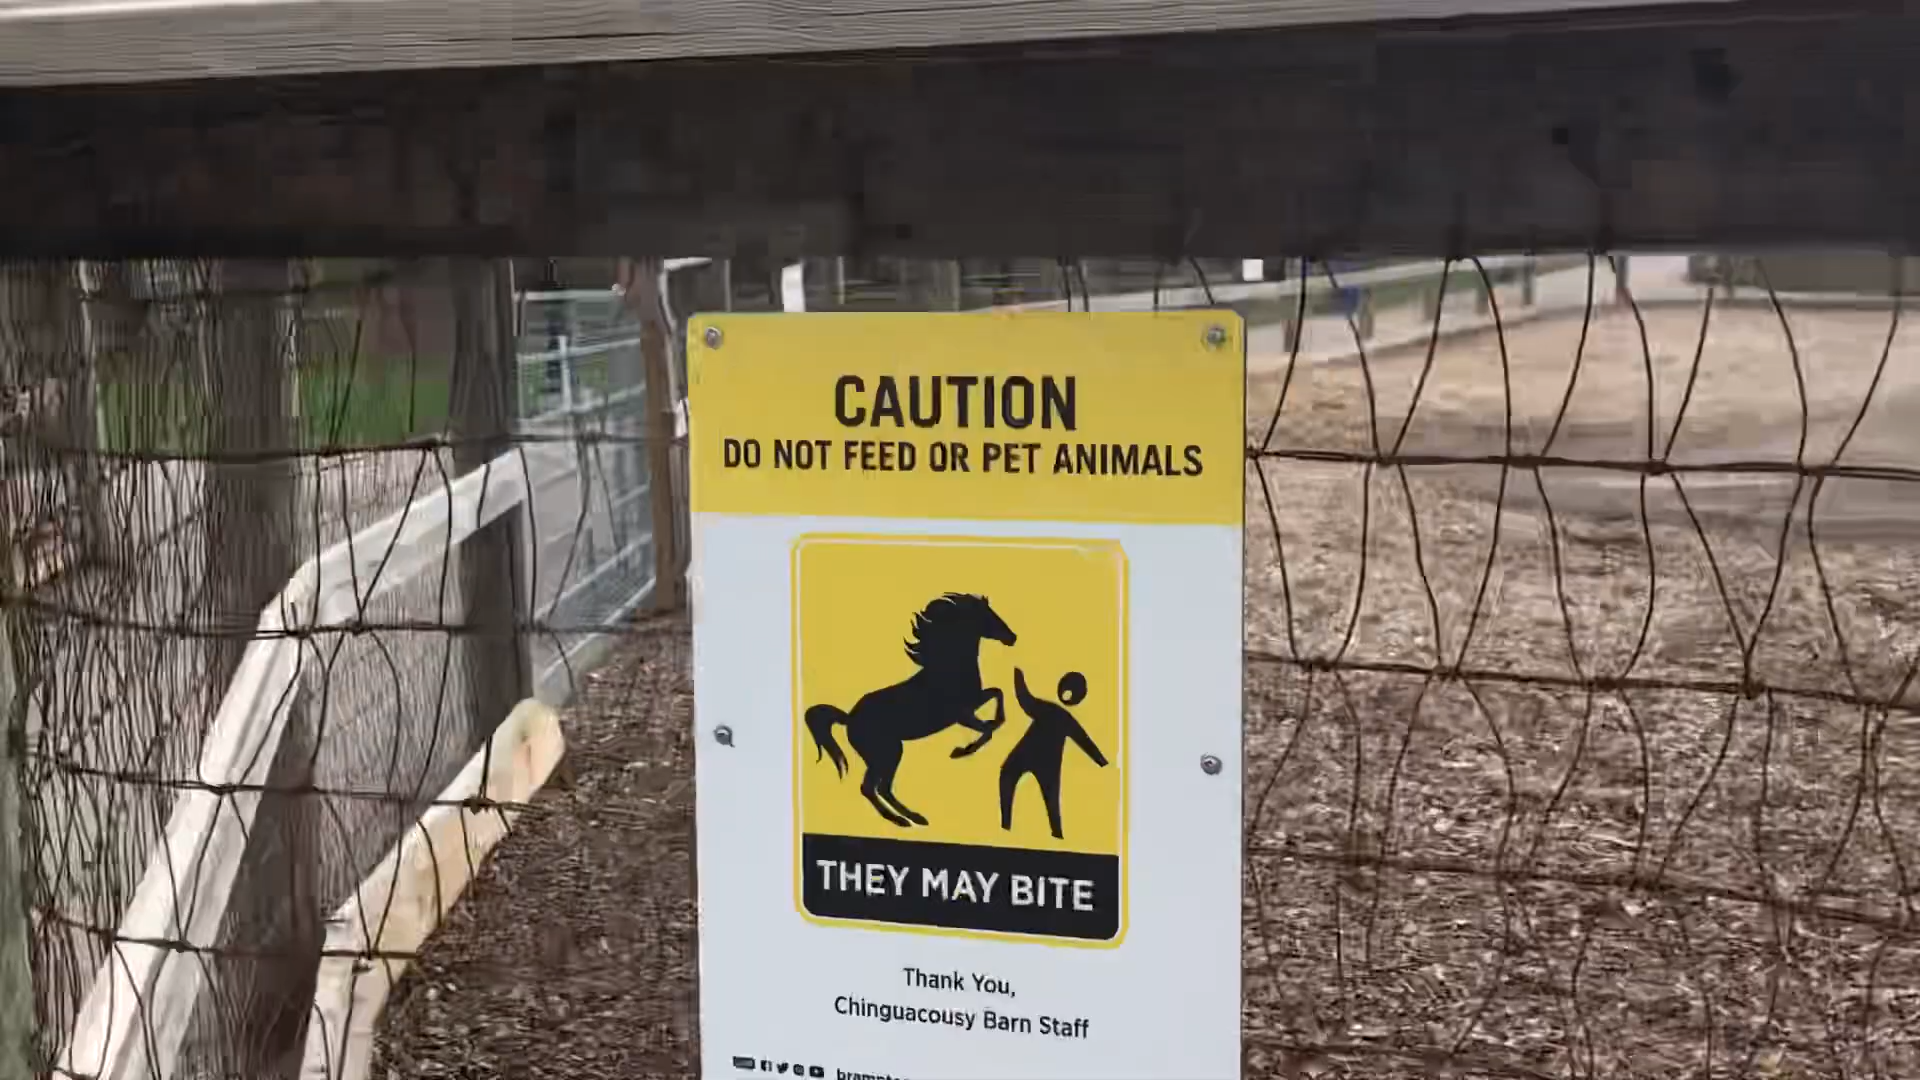 CAUTION
DO NOT FEED OR PET ANIMALS
THEY MAY BITE
Thank You,
Chinguacousy Barn Staff